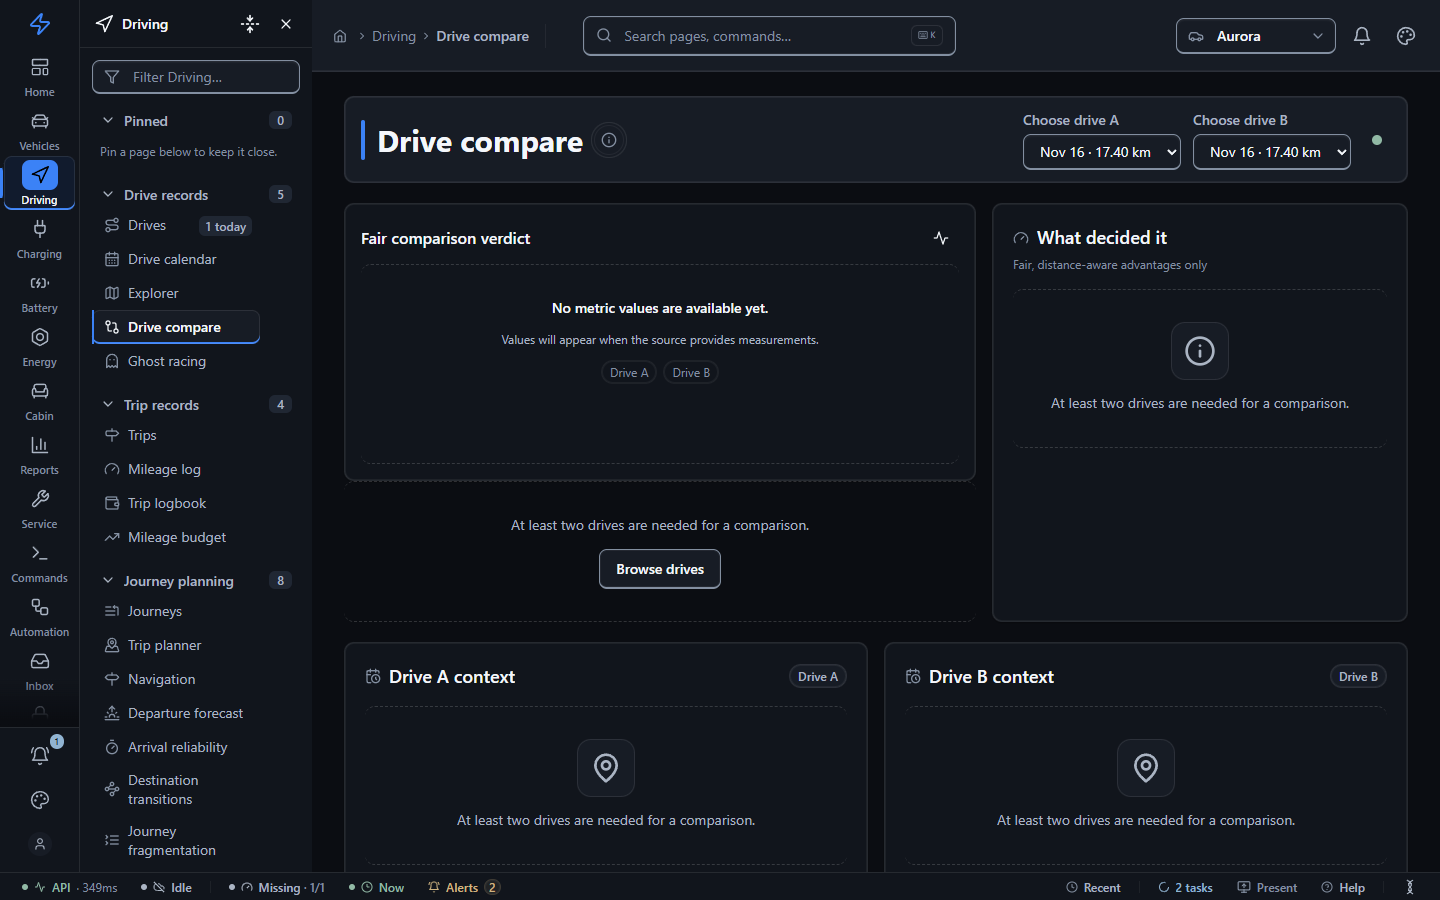 Home
Vehicles
Driving
Charging
Battery
Energy
Cabin
Reports
Service
Commands
Automation
Inbox
1
Driving
Filter Driving...
Pinned 0
Pin a page below to keep it close.
Drive records 5
Drives 1 today
Drive calendar
Explorer
Drive compare
Ghost racing
Trip records 4
Trips
Mileage log
Trip logbook
Mileage budget
Journey planning 8
Journeys
Trip planner
Navigation
Departure forecast
Arrival reliability
Destination
transitions
Journey
fragmentation
Driving Drive compare
Search pages, commands... K
Aurora
Drive compare
Choose drive A
Nov 16 · 17.40 km
Choose drive B
Nov 16 · 17.40 km
Fair comparison verdict
No metric values are available yet.
Values will appear when the source provides measurements.
Drive A Drive B
At least two drives are needed for a comparison.
Browse drives
What decided it
Fair, distance-aware advantages only
At least two drives are needed for a comparison.
Drive A context Drive A
At least two drives are needed for a comparison.
Drive B context Drive B
At least two drives are needed for a comparison.
API · 349ms Idle Missing · 1/1 Now Alerts 2 Recent 2 tasks Present Help